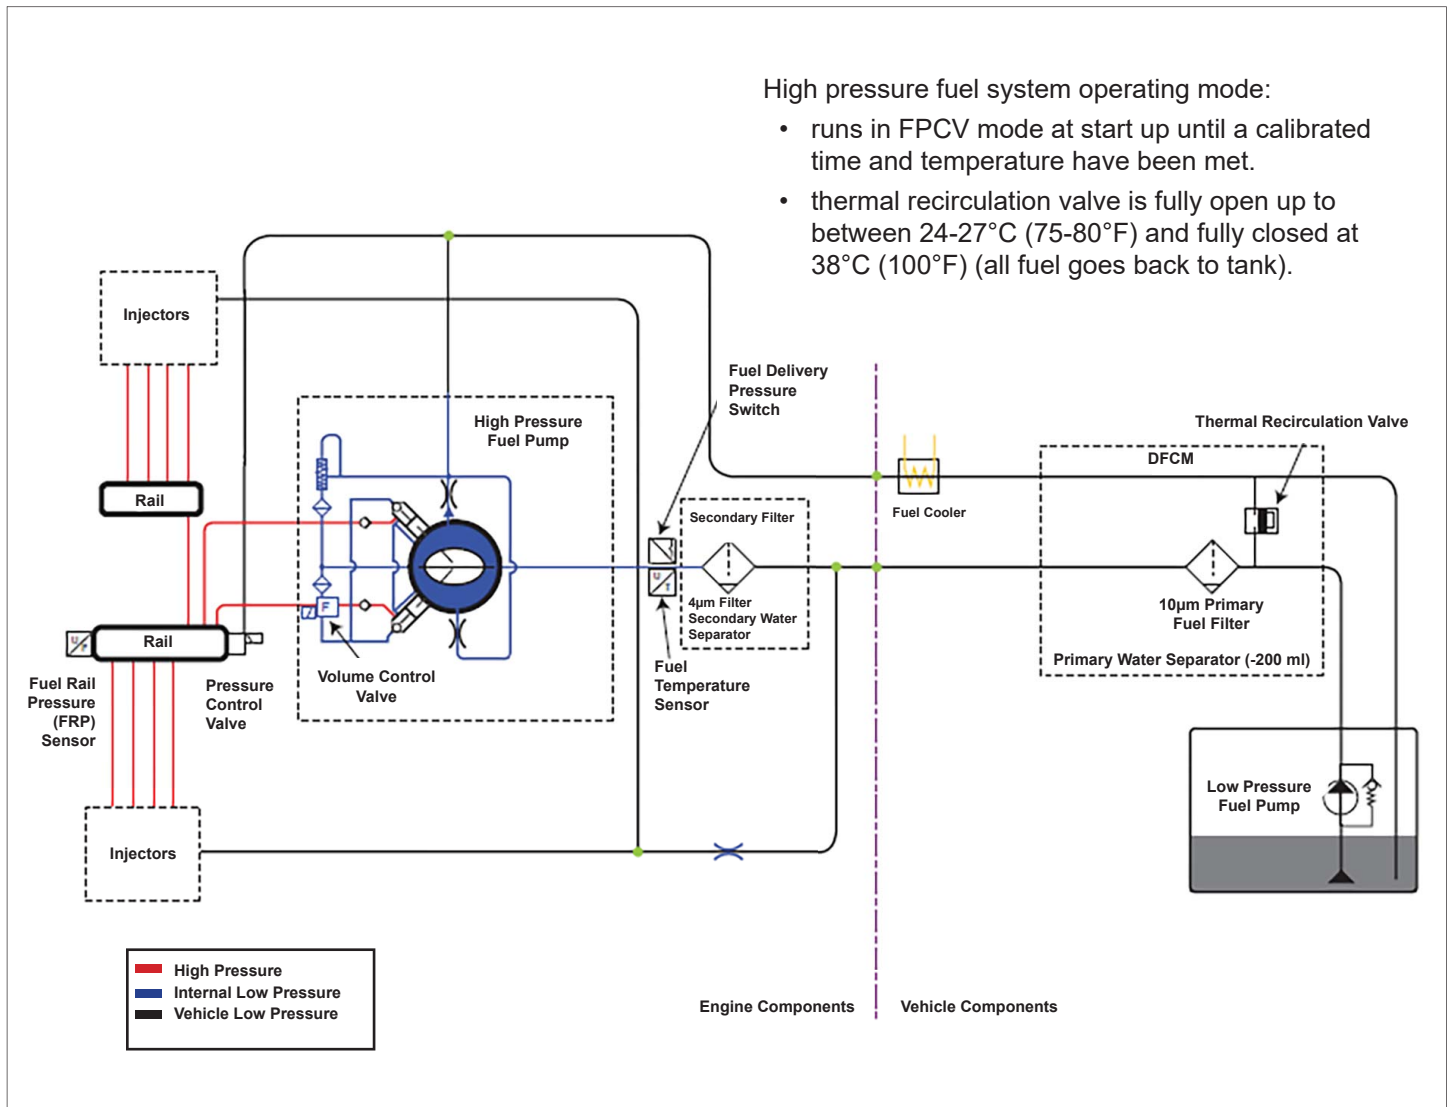 High pressure fuel system operating mode:
• runs in FPCV mode at start up until a calibrated
time and temperature have been met.
• thermal recirculation valve is fully open up to
between 24-27°C (75-80°F) and fully closed at
38°C (100°F) (all fuel goes back to tank).
Injectors
Fuel Delivery
Pressure
Switch
High Pressure
Fuel Pump
Thermal Recirculation Valve
DFCM
Rail
Secondary Filter
Fuel Cooler
U
T
4µm Filter
Secondary Water
Separator
10µm Primary
Fuel Filter
F
U
P
Rail
Primary Water Separator (-200 ml)
Fuel Rail
Pressure
(FRP)
Sensor
Pressure
Control
Valve
Volume Control
Valve
Fuel
Temperature
Sensor
Low Pressure
Fuel Pump
Injectors
High Pressure
Internal Low Pressure
Vehicle Low Pressure
Engine Components
Vehicle Components